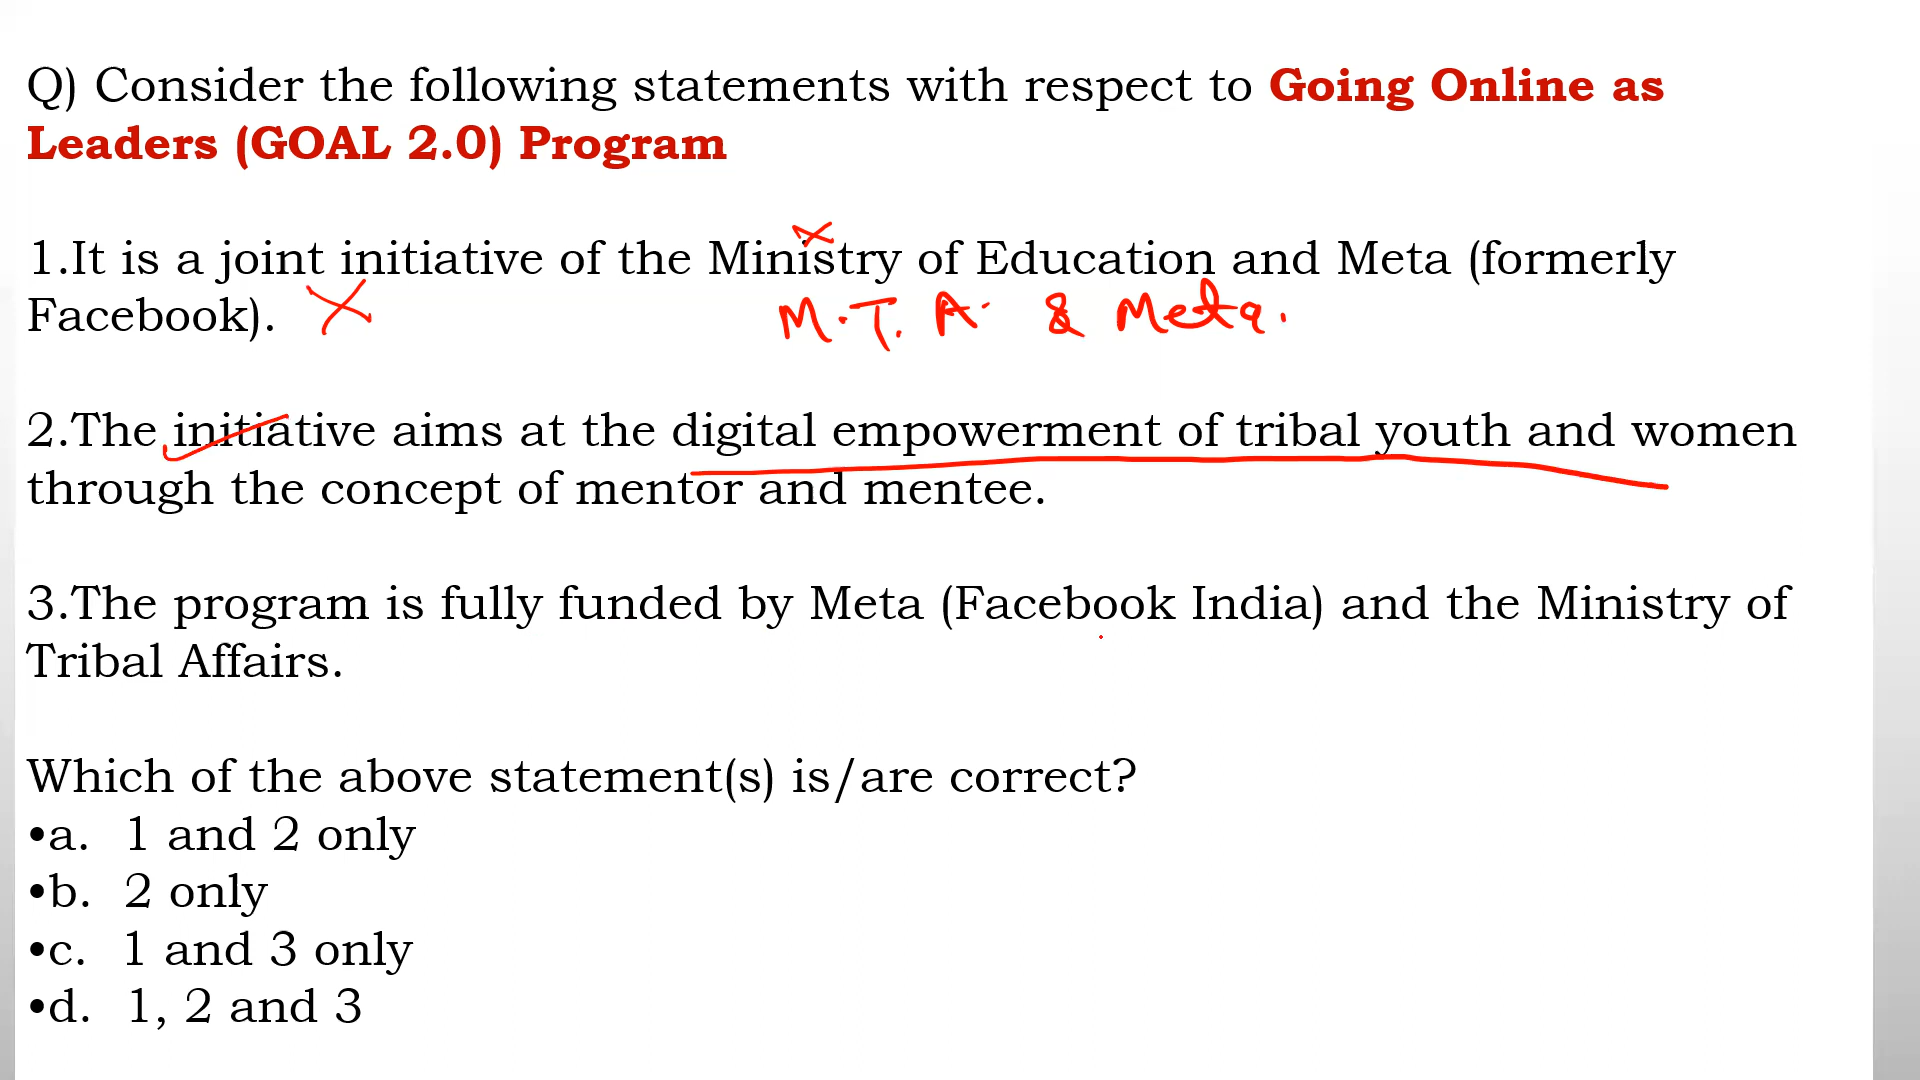 Q) Consider the following statements with respect to Going Online as
Leaders (GOAL 2.0) Program
1.It is a joint initiative of the Ministry of Education and Meta (formerly
Facebook).
M.T.A. & Meta.
2.The initiative aims at the digital empowerment of tribal youth and women
through the concept of mentor and mentee.
3.The program is fully funded by Meta (Facebook India) and the Ministry of
Tribal Affairs.
Which of the above statement(s) is/are correct?
•a. 1 and 2 only
•b. 2 only
•c. 1 and 3 only
•d. 1, 2 and 3